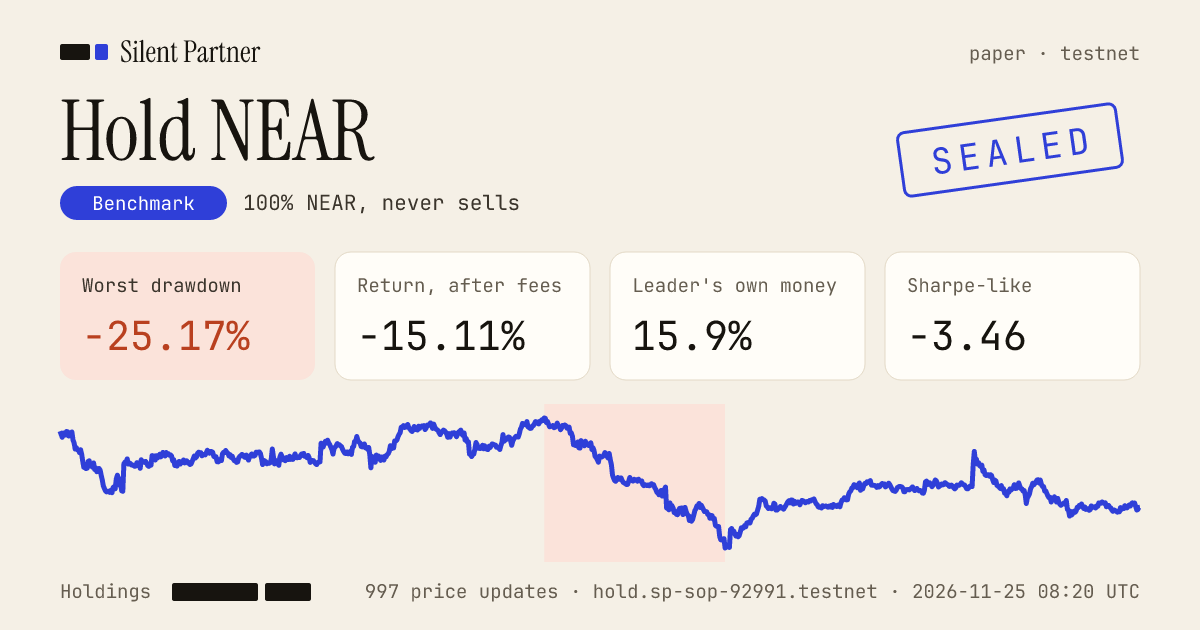 Silent Partner
paper · testnet
Hold NEAR
SEALED
Benchmark
100% NEAR, never sells
Worst drawdown
-25.17%
Return, after fees
-15.11%
Leader's own money
15.9%
Sharpe-like
-3.46
Holdings
997 price updates · hold.sp-sop-92991.testnet · 2026-11-25 08:20 UTC